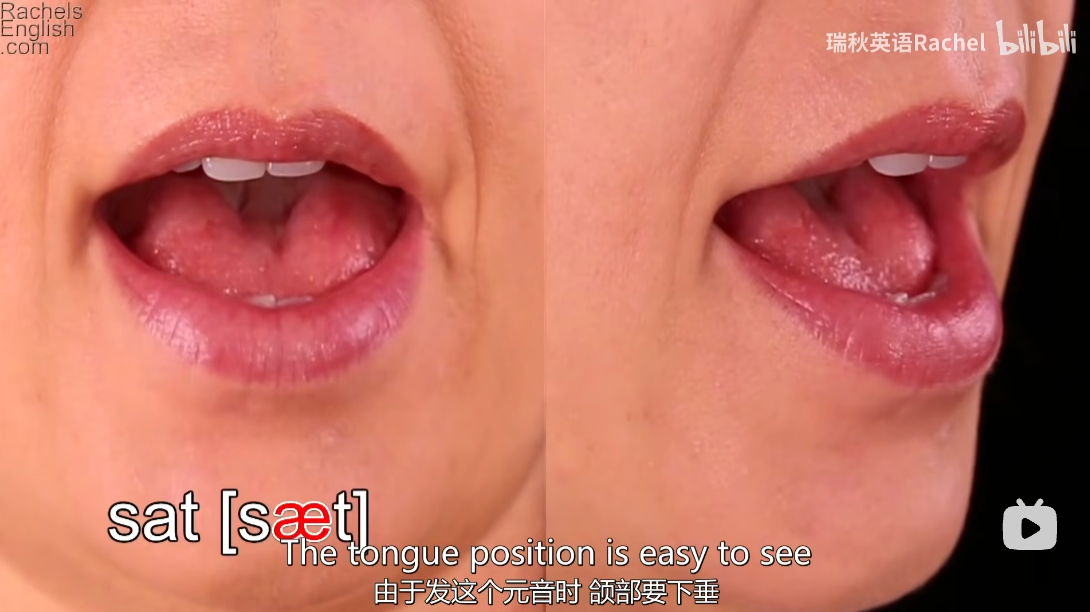 Rachels
English
.com
瑞秋英语Rachel bilibili
sat [sæt]
The tongue position is easy to see
由于发这个元音时 颌部要下垂